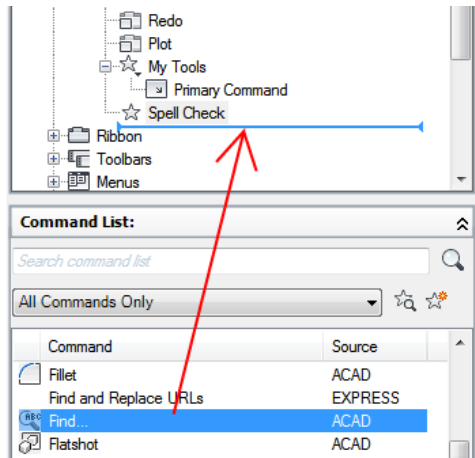 Redo
Plot
My Tools
Primary Command
Spell Check
Ribbon
Toolbars
Menus
Command List:
Search command list
All Commands Only
Command Source
Fillet ACAD
Find and Replace URLs EXPRESS
ABC Find... ACAD
Flatshot ACAD